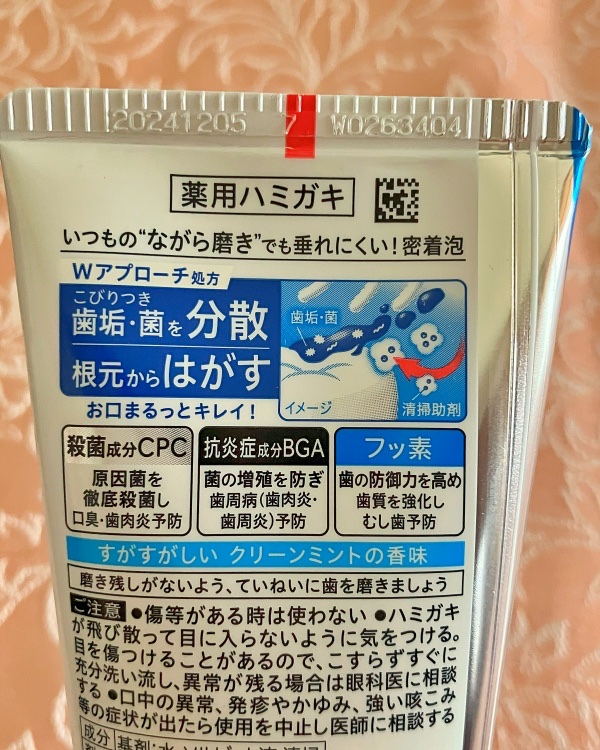 20241205 7 W0263404
薬用ハミガキ
いつもの“ながら磨き”でも垂れにくい！密着泡
Wアプローチ処方
こびりつき
歯垢・菌を分散
根元からはがす
歯垢・菌
イメージ
清掃助剤
お口まるっとキレイ！
殺菌成分CPC
原因菌を
徹底殺菌し
口臭・歯肉炎予防
抗炎症成分BGA
菌の増殖を防ぎ
歯周病(歯肉炎・
歯周炎)予防
フッ素
歯の防御力を高め
歯質を強化し
むし歯予防
すがすがしい クリーンミントの香味
磨き残しがないよう、ていねいに歯を磨きましょう
ご注意 ●傷等がある時は使わない ●ハミガキ
が飛び散って目に入らないように気をつける。
目を傷つけることがあるので、こすらずすぐに
充分洗い流し、異常が残る場合は眼科医に相談
する ●口中の異常、発疹やかゆみ、強い咳こみ
等の症状が出たら使用を中止し医師に相談する
成分 基剤:水